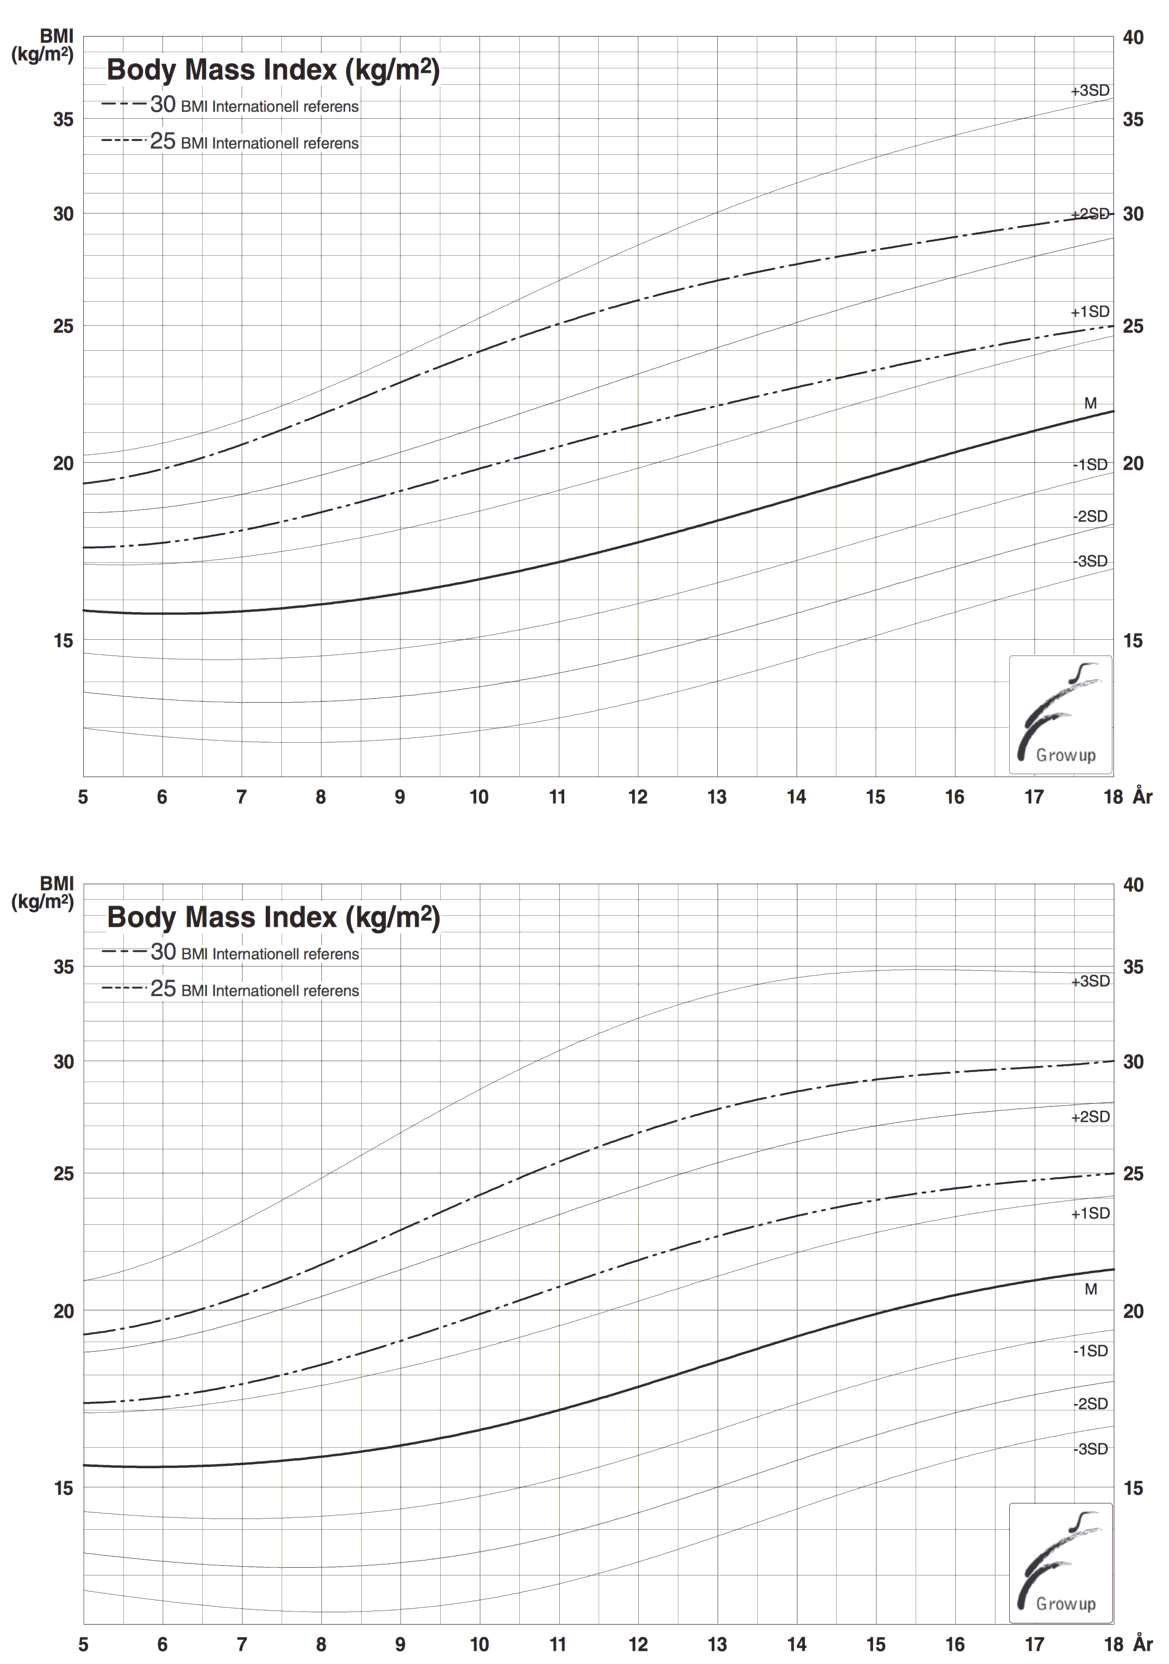 BMI
(kg/m²)
40
Body Mass Index (kg/m²)
+3SD
30 BMI Internationell referens
35
35
25 BMI Internationell referens
30
+2SD
30
+1SD
25
25
M
20
-1SD
20
-2SD
-3SD
15
15
Growup
5 6 7 8 9 10 11 12 13 14 15 16 17 18 År
BMI
(kg/m²)
40
Body Mass Index (kg/m²)
30 BMI Internationell referens
35
35
+3SD
25 BMI Internationell referens
30
30
+2SD
25
25
+1SD
M
20
20
-1SD
-2SD
-3SD
15
15
Growup
5 6 7 8 9 10 11 12 13 14 15 16 17 18 År